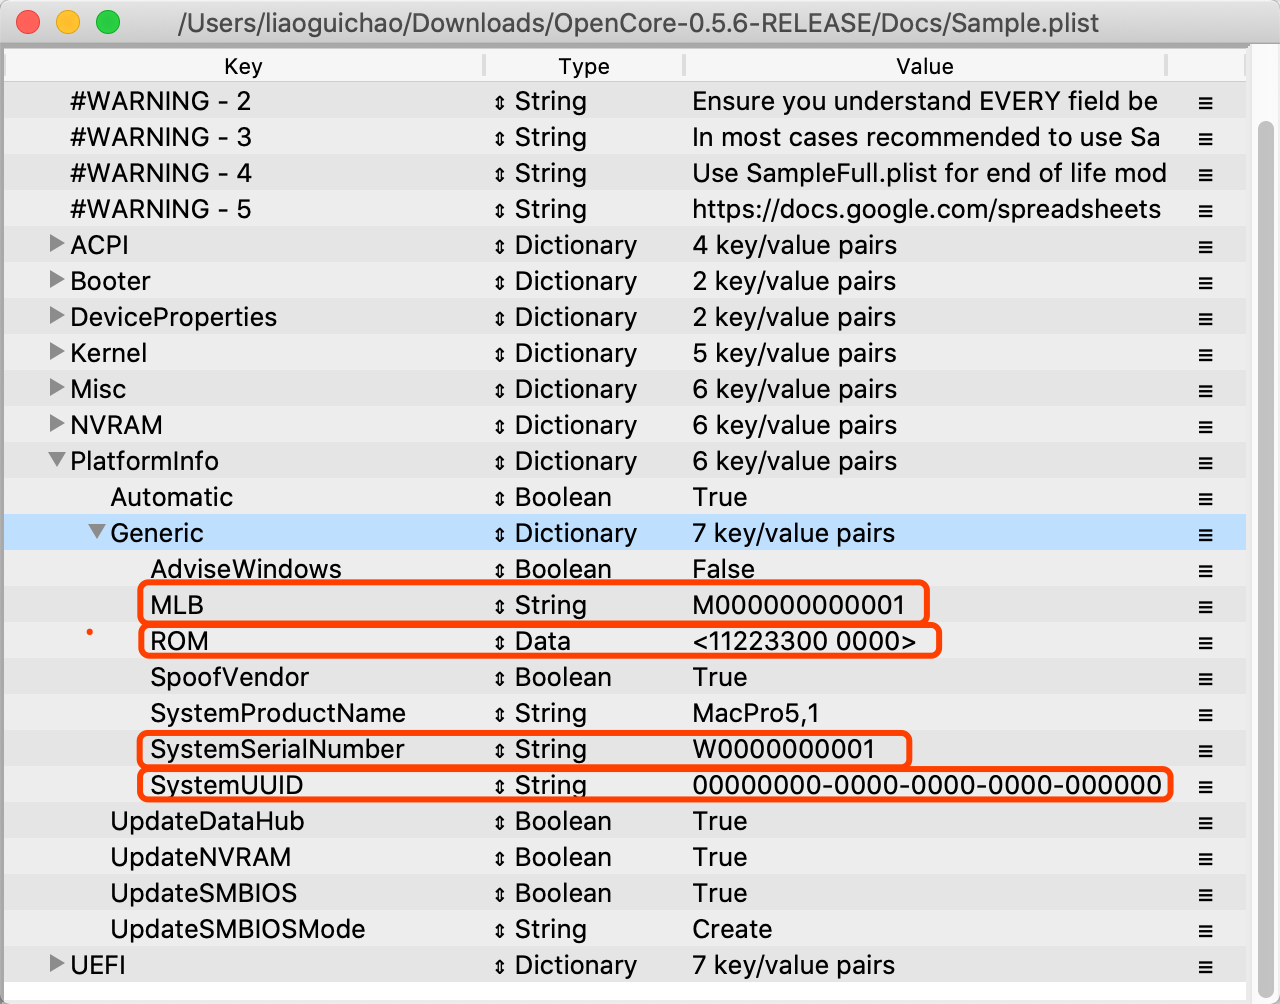 /Users/liaoguichao/Downloads/OpenCore-0.5.6-RELEASE/Docs/Sample.plist
Key Type Value
#WARNING - 2 String Ensure you understand EVERY field be
#WARNING - 3 String In most cases recommended to use Sa
#WARNING - 4 String Use SampleFull.plist for end of life mod
#WARNING - 5 String https://docs.google.com/spreadsheets
ACPI Dictionary 4 key/value pairs
Booter Dictionary 2 key/value pairs
DeviceProperties Dictionary 2 key/value pairs
Kernel Dictionary 5 key/value pairs
Misc Dictionary 6 key/value pairs
NVRAM Dictionary 6 key/value pairs
PlatformInfo Dictionary 6 key/value pairs
Automatic Boolean True
Generic Dictionary 7 key/value pairs
AdviseWindows Boolean False
MLB String M000000000001
ROM Data <11223300 0000>
SpoofVendor Boolean True
SystemProductName String MacPro5,1
SystemSerialNumber String W0000000001
SystemUUID String 00000000-0000-0000-0000-000000
UpdateDataHub Boolean True
UpdateNVRAM Boolean True
UpdateSMBIOS Boolean True
UpdateSMBIOSMode String Create
UEFI Dictionary 7 key/value pairs